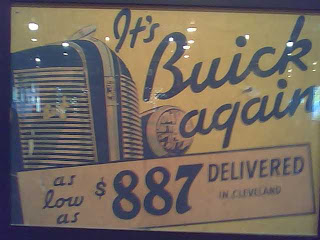 It's
Buick
again
as
low
as
$887 DELIVERED
IN CLEVELAND